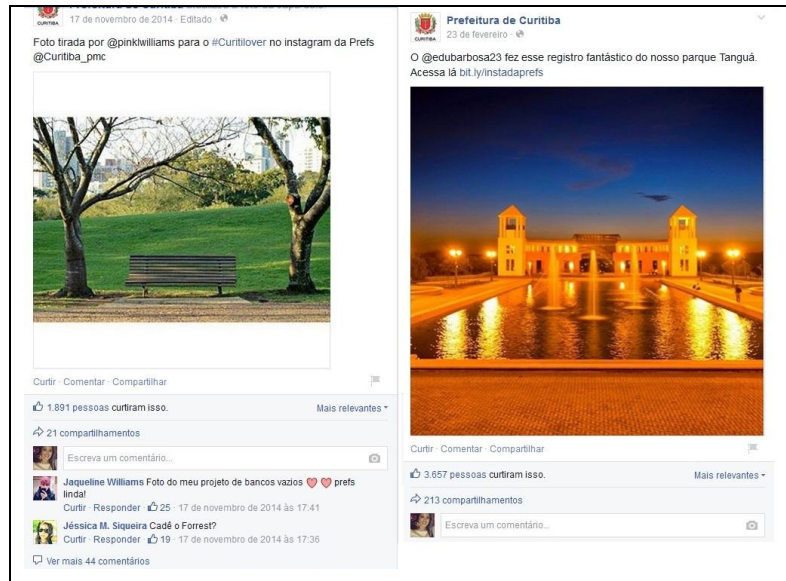 17 de novembro de 2014 · Editado ·
Foto tirada por @pinklwilliams para o #Curitilover no instagram da Prefs
@Curitiba_pmc
Curtir · Comentar · Compartilhar
1.891 pessoas curtiram isso.
Mais relevantes
21 compartilhamentos
Escreva um comentário...
Jaqueline Williams Foto do meu projeto de bancos vazios prefs
linda!
Curtir · Responder · 25 · 17 de novembro de 2014 às 17:41
Jéssica M. Siqueira Cadê o Forrest?
Curtir · Responder · 19 · 17 de novembro de 2014 às 17:36
Ver mais 44 comentários
CURITIBA
Prefeitura de Curitiba
23 de fevereiro ·
O @edubarbosa23 fez esse registro fantástico do nosso parque Tanguá.
Acessa lá bit.ly/instadaprefs
Curtir · Comentar · Compartilhar
3.657 pessoas curtiram isso.
Mais relevantes
213 compartilhamentos
Escreva um comentário...